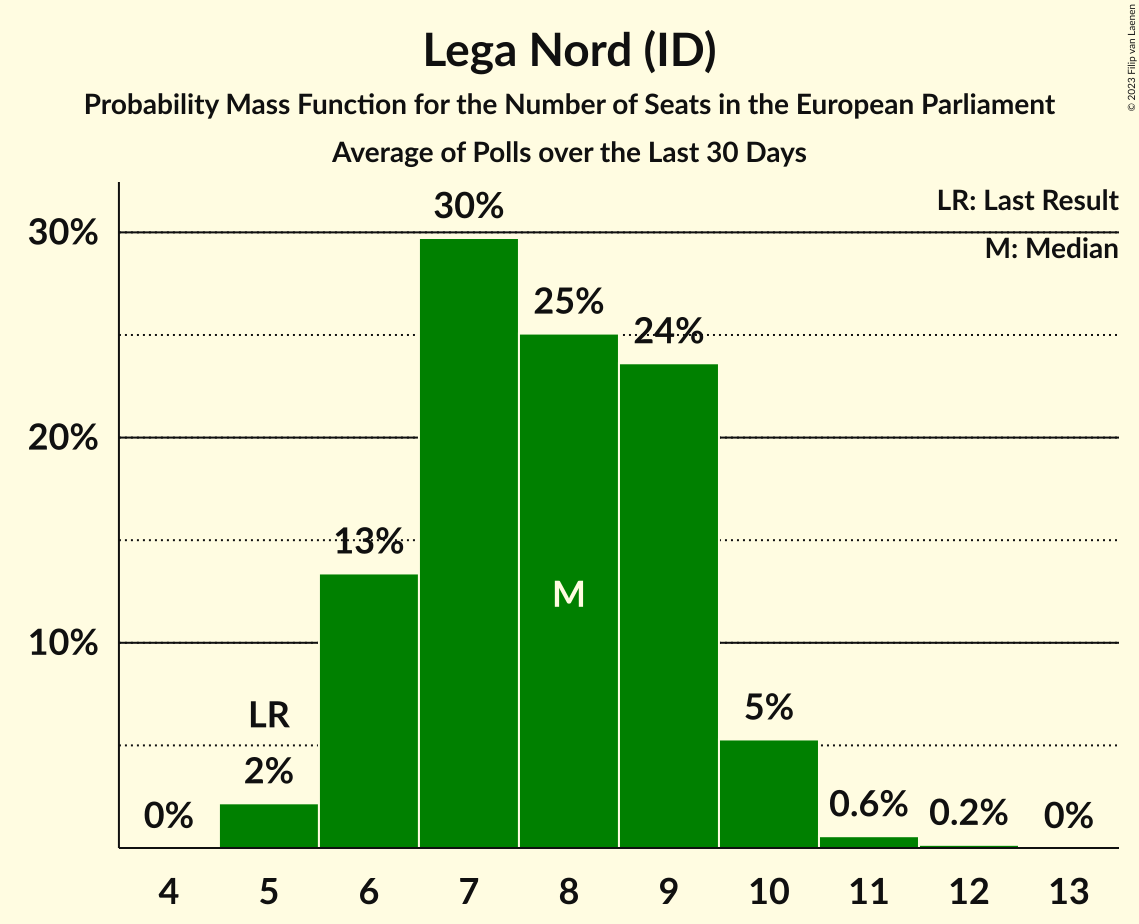 Lega Nord (ID)
Probability Mass Function for the Number of Seats in the European Parliament
Average of Polls over the Last 30 Days
© 2023 Filip van Laenen
LR: Last Result
M: Median
30%
20%
10%
0%
LR
2%
13%
30%
25%
M
24%
5%
0.6%
0.2%
0%
4 5 6 7 8 9 10 11 12 13